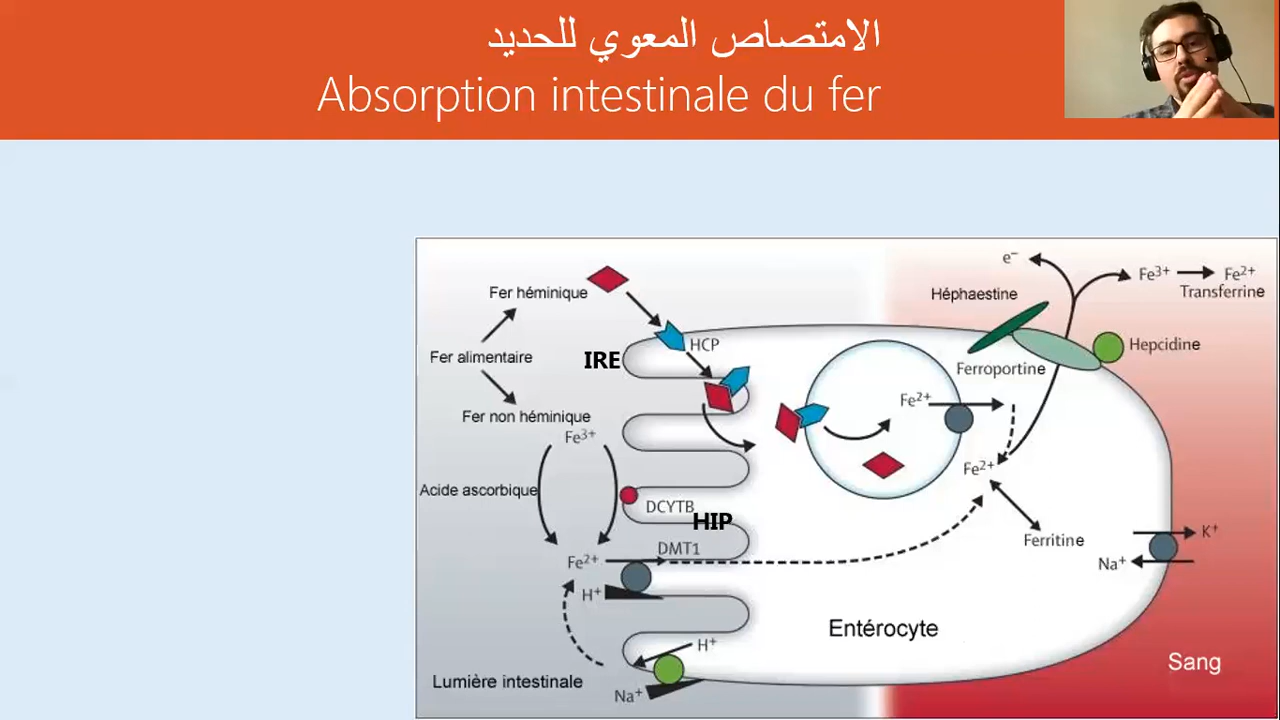 الامتصاص المعوي للحديد
Absorption intestinale du fer
Fer héminique
HCP
IRE
Fer alimentaire
Fer non héminique
Fe³⁺
Acide ascorbique
DCYTB
HIP
DMT1
Fe²⁺
H⁺
H⁺
Na⁺
Lumière intestinale
Fe²⁺
Fe²⁺
Ferritine
Entérocyte
e⁻
Fe³⁺ Fe²⁺
Transferrine
Héphaestine
Hepcidine
Ferroportine
K⁺
Na⁺
Sang